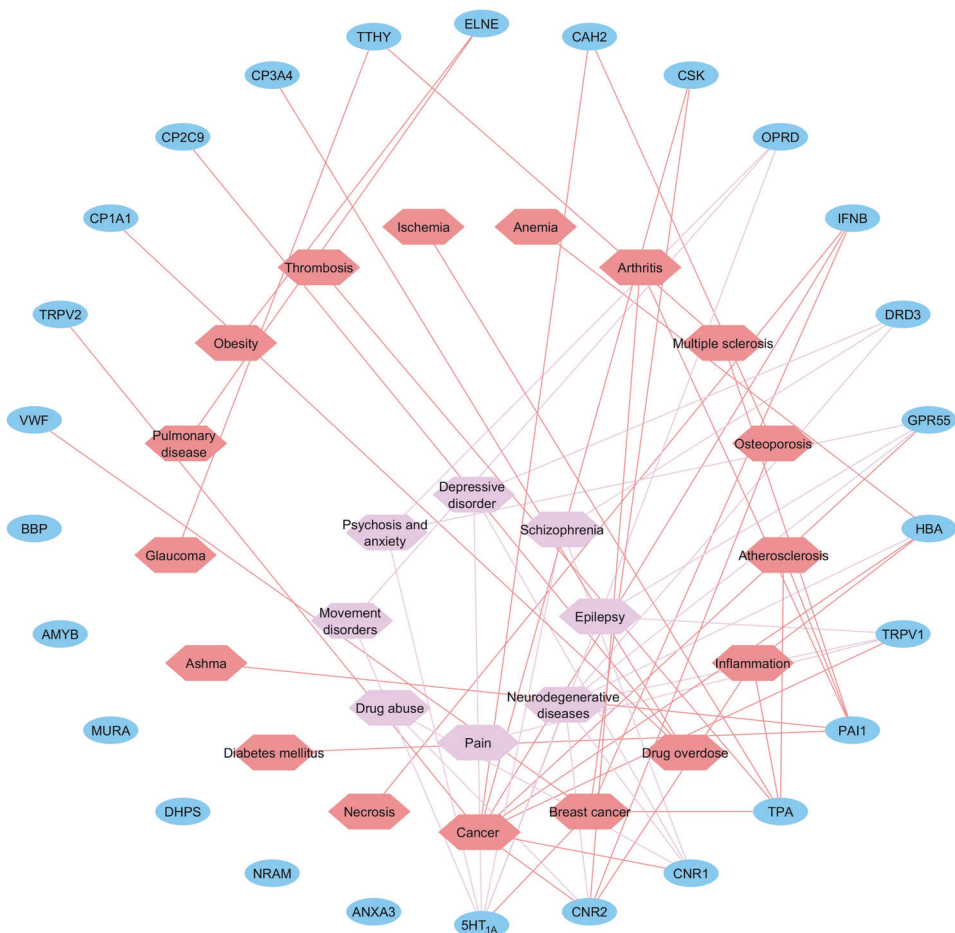 ELNE
TTHY
CAH2
CP3A4
CSK
CP2C9
OPRD
CP1A1
Ischemia
Anemia
IFNB
Thrombosis
Arthritis
TRPV2
DRD3
Obesity
Multiple sclerosis
VWF
GPR55
Pulmonary
disease
Osteoporosis
Depressive
disorder
BBP
Psychosis and
anxiety
Schizophrenia
HBA
Glaucoma
Atherosclerosis
Movement
disorders
Epilepsy
AMYB
TRPV1
Ashma
Inflammation
Neurodegenerative
diseases
Drug abuse
MURA
PAI1
Diabetes mellitus
Pain
Drug overdose
DHPS
Necrosis
Breast cancer
TPA
Cancer
NRAM
CNR1
ANXA3
5HT1A
CNR2